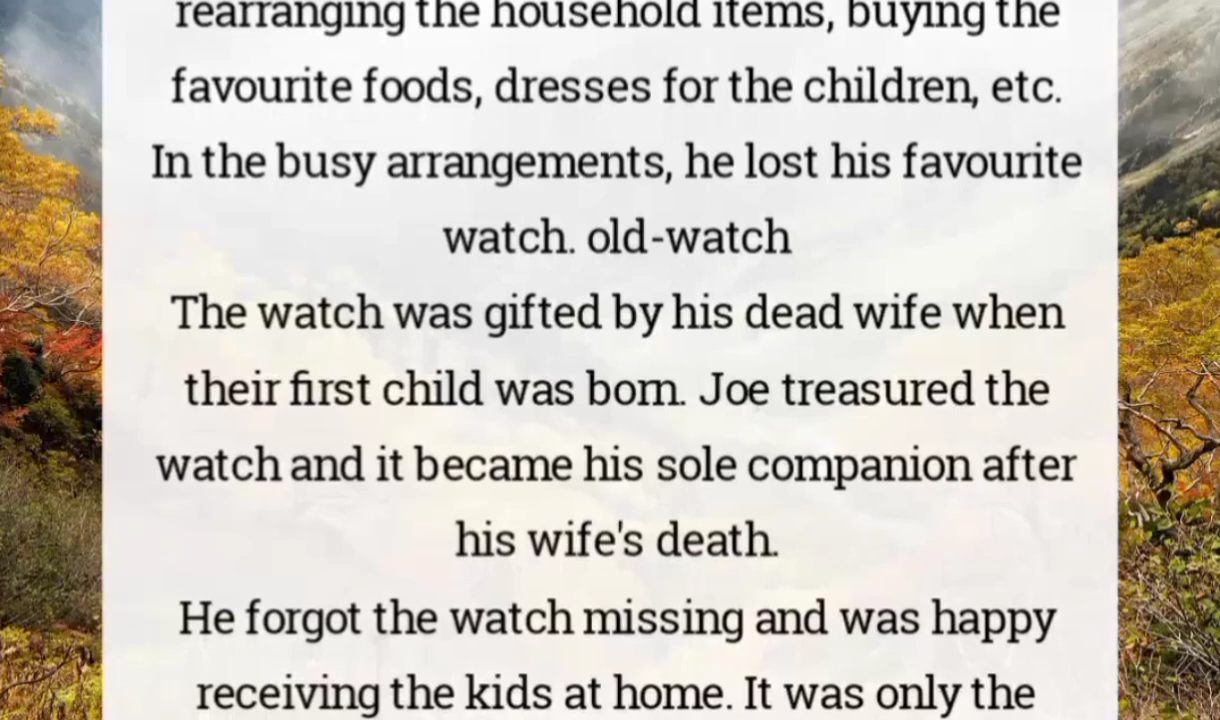 rearranging the household items, buying the
favourite foods, dresses for the children, etc.
In the busy arrangements, he lost his favourite
watch. old-watch
The watch was gifted by his dead wife when
their first child was born. Joe treasured the
watch and it became his sole companion after
his wife's death.
He forgot the watch missing and was happy
receiving the kids at home. It was only the